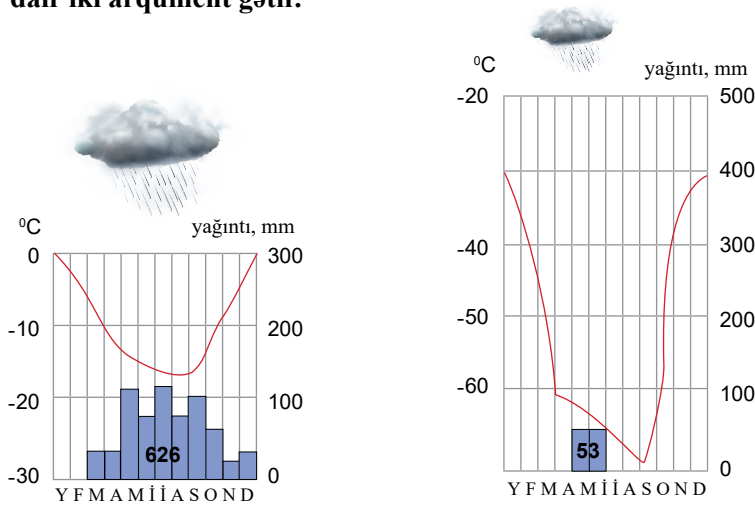 dair iki arqument gətir.
⁰C yağıntı, mm
0 300
-10 200
-20 100
-30 0
626
Y F M A M İ İ A S O N D
⁰C yağıntı, mm
-20 500
400
-40 300
-50 200
-60 100
0
53
Y F M A M İ İ A S O N D